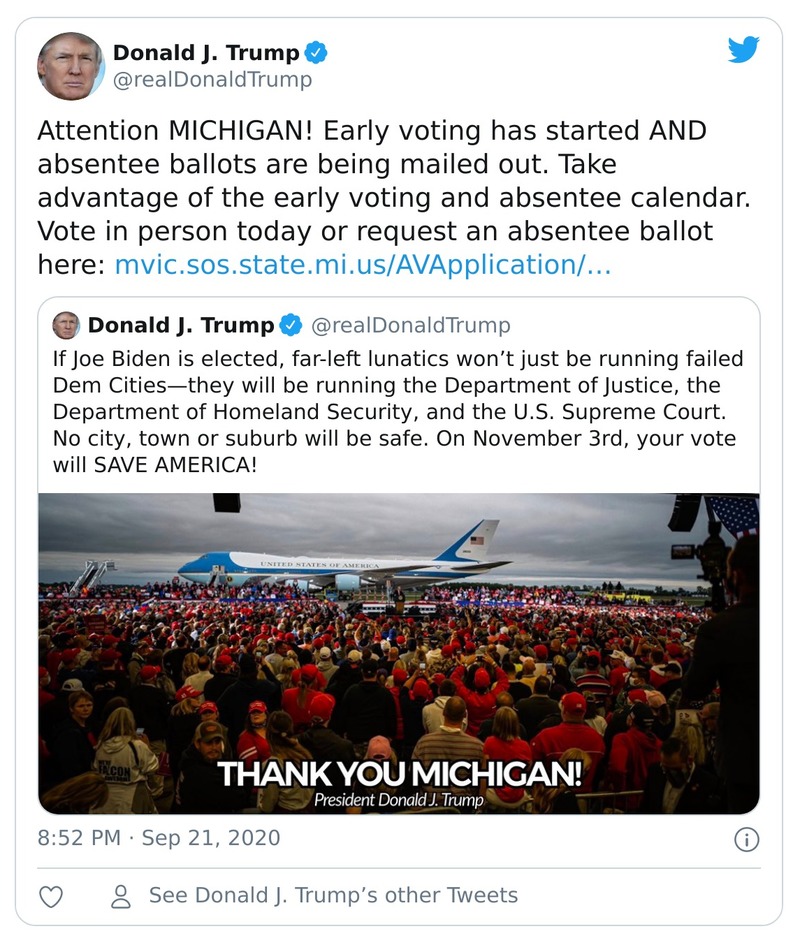 Donald J. Trump
@realDonaldTrump
Attention MICHIGAN! Early voting has started AND
absentee ballots are being mailed out. Take
advantage of the early voting and absentee calendar.
Vote in person today or request an absentee ballot
here: mvic.sos.state.mi.us/AVApplication/…
Donald J. Trump @realDonaldTrump
If Joe Biden is elected, far-left lunatics won’t just be running failed
Dem Cities—they will be running the Department of Justice, the
Department of Homeland Security, and the U.S. Supreme Court.
No city, town or suburb will be safe. On November 3rd, your vote
will SAVE AMERICA!
UNITED STATES OF AMERICA
THANK YOU MICHIGAN!
President Donald J. Trump
8:52 PM · Sep 21, 2020
See Donald J. Trump’s other Tweets